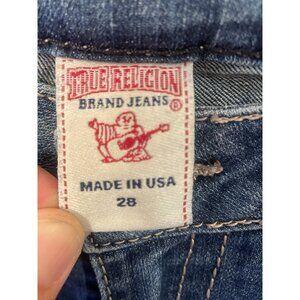 TRUE RELIGION
BRAND JEANS ®
MADE IN USA
28